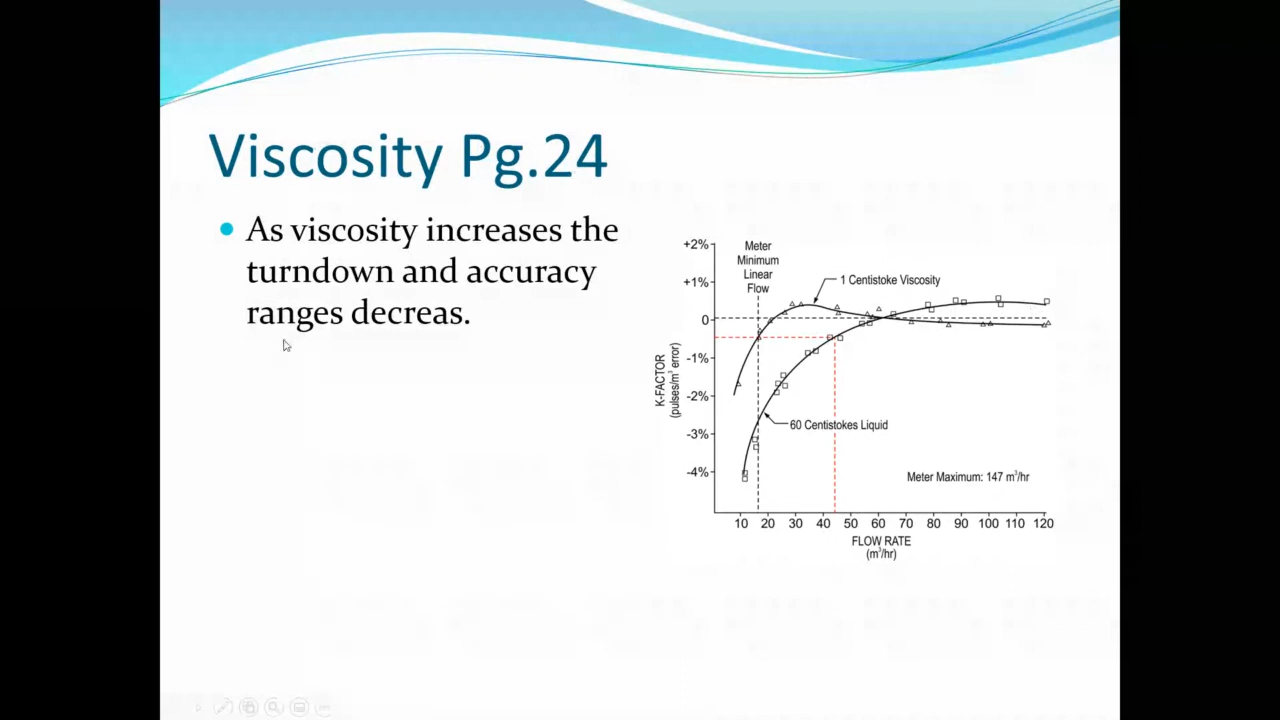 Viscosity Pg.24
• As viscosity increases the
turndown and accuracy
ranges decreas.
+2%
+1%
0
-1%
-2%
-3%
-4%
K-FACTOR
(pulses/m³ error)
Meter
Minimum
Linear
Flow
1 Centistoke Viscosity
60 Centistokes Liquid
Meter Maximum: 147 m³/hr
10 20 30 40 50 60 70 80 90 100 110 120
FLOW RATE
(m³/hr)